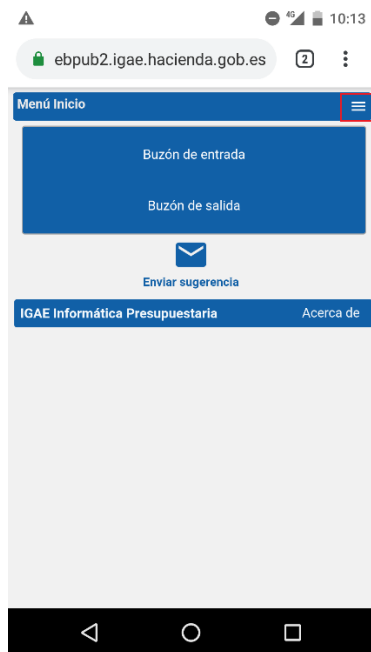 4G 10:13
ebpub2.igae.hacienda.gob.es 2
Menú Inicio
Buzón de entrada
Buzón de salida
Enviar sugerencia
IGAE Informática Presupuestaria Acerca de